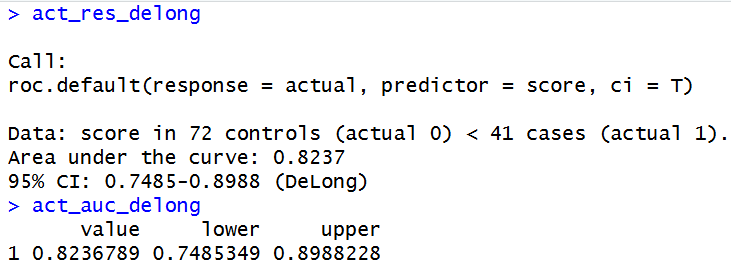 > act_res_delong
Call:
roc.default(response = actual, predictor = score, ci = T)
Data: score in 72 controls (actual 0) < 41 cases (actual 1).
Area under the curve: 0.8237
95% CI: 0.7485-0.8988 (DeLong)
> act_auc_delong
value lower upper
1 0.8236789 0.7485349 0.8988228